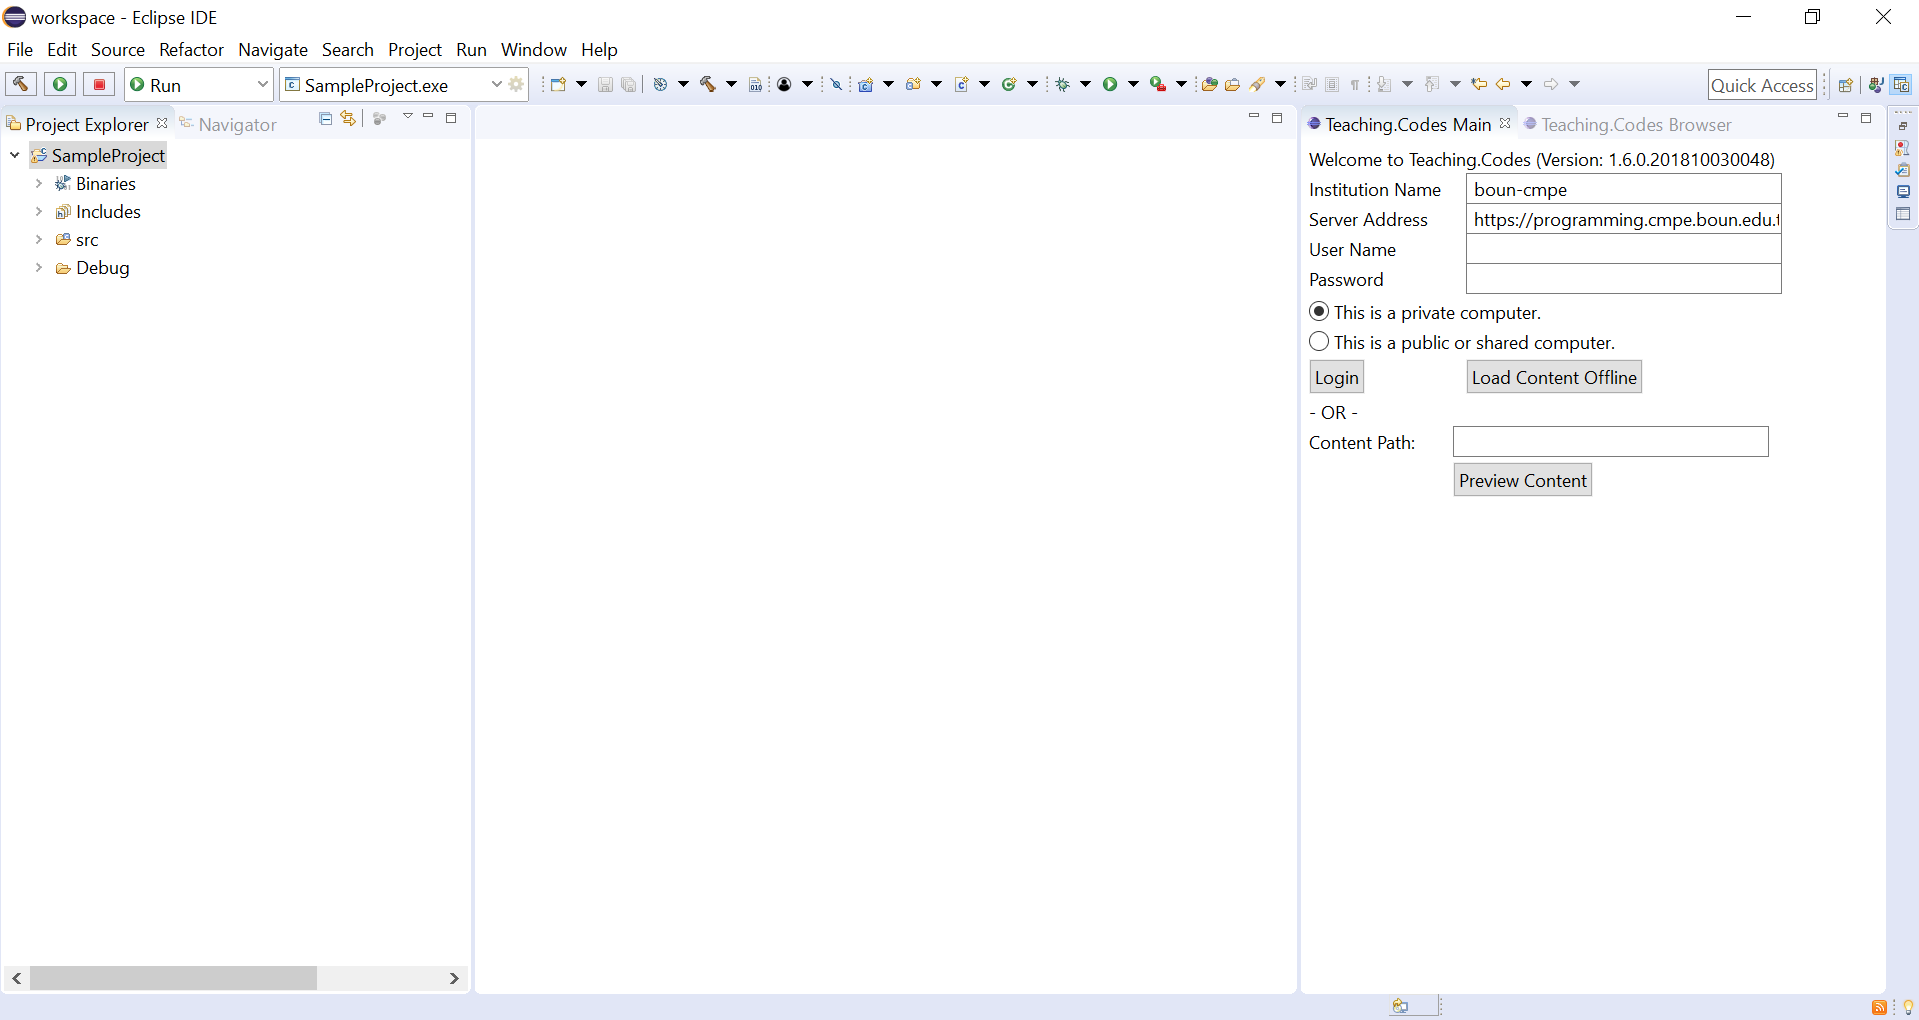 workspace - Eclipse IDE
File Edit Source Refactor Navigate Search Project Run Window Help
Run SampleProject.exe Quick Access
Project Explorer Navigator
SampleProject
Binaries
Includes
src
Debug
Teaching.Codes Main Teaching.Codes Browser
Welcome to Teaching.Codes (Version: 1.6.0.201810030048)
Institution Name boun-cmpe
Server Address https://programming.cmpe.boun.edu.t
User Name
Password
This is a private computer.
This is a public or shared computer.
Login Load Content Offline
- OR -
Content Path:
Preview Content